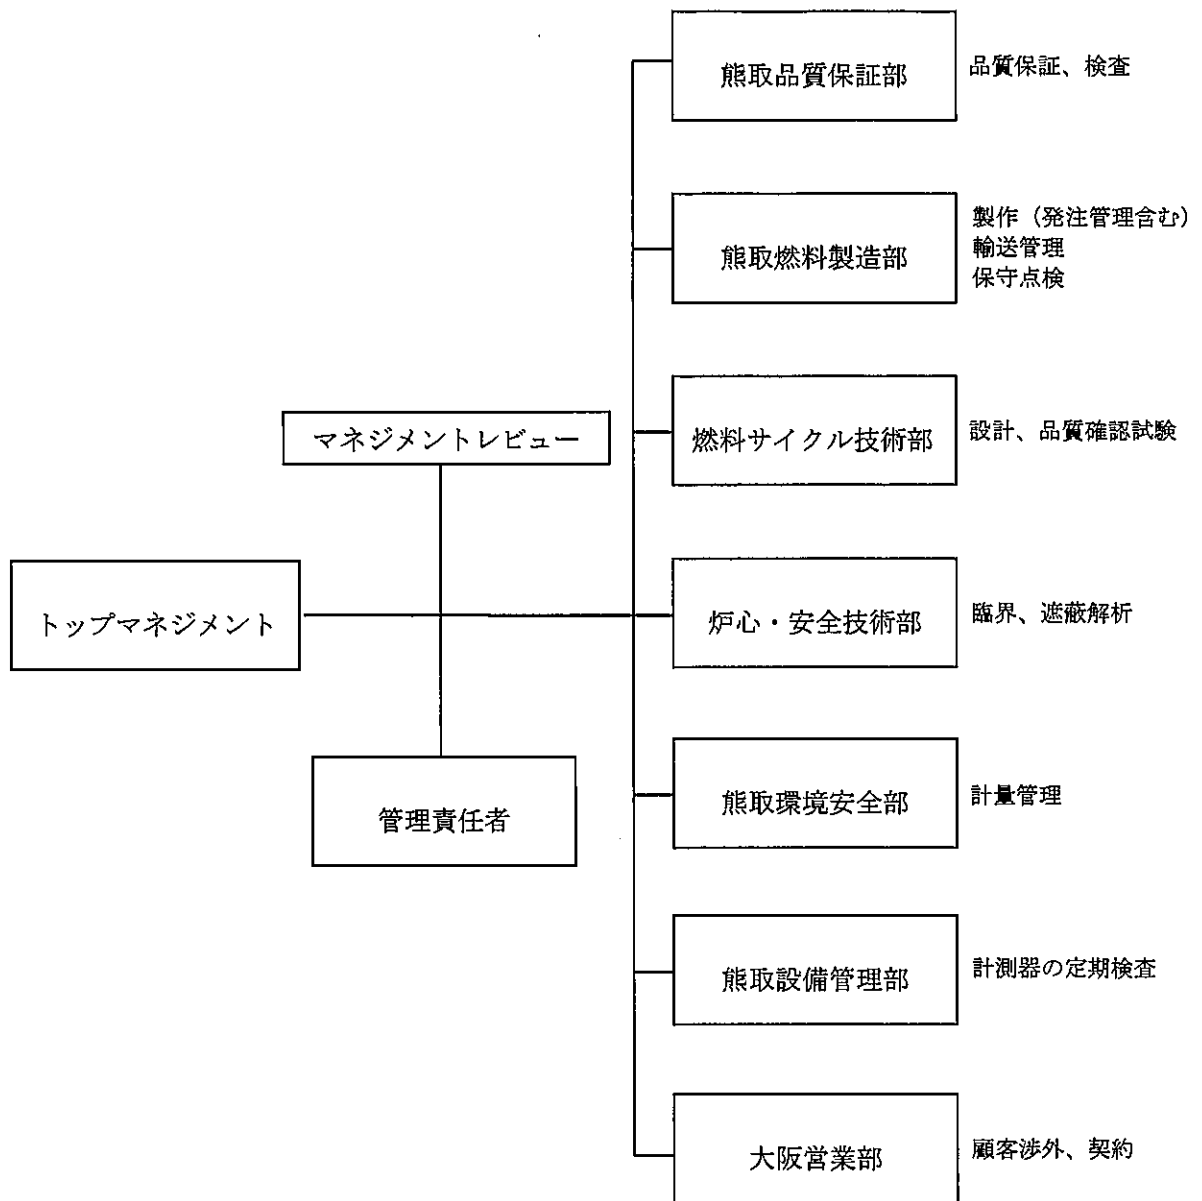 熊取品質保証部
品質保証、検査
熊取燃料製造部
製作（発注管理含む）
輸送管理
保守点検
燃料サイクル技術部
設計、品質確認試験
マネジメントレビュー
トップマネジメント
炉心・安全技術部
臨界、遮蔽解析
管理責任者
熊取環境安全部
計量管理
熊取設備管理部
計測器の定期検査
大阪営業部
顧客渉外、契約